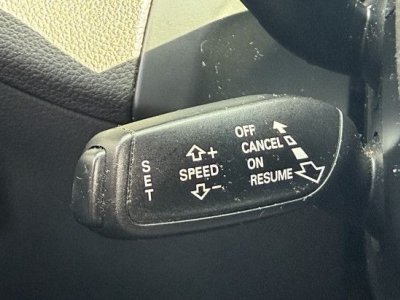 SET
SPEED
+
-
OFF
CANCEL
ON
RESUME